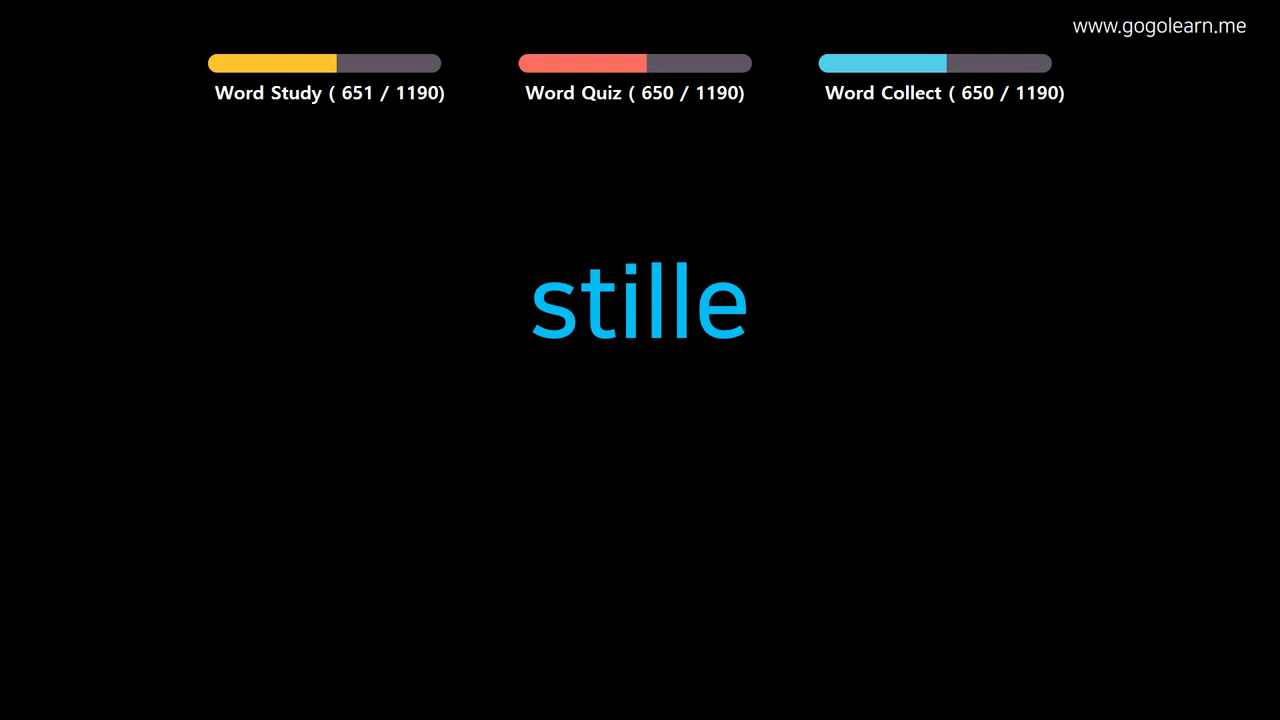 www.gogolearn.me
Word Study ( 651 / 1190)
Word Quiz ( 650 / 1190)
Word Collect ( 650 / 1190)
stille